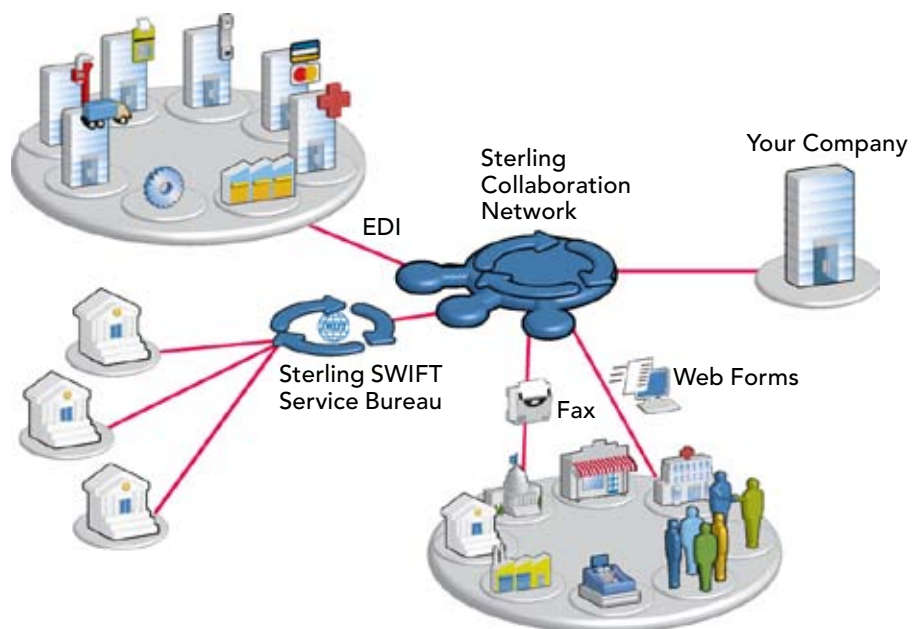 Your Company
Sterling
Collaboration
Network
EDI
Sterling SWIFT
Service Bureau
Web Forms
Fax